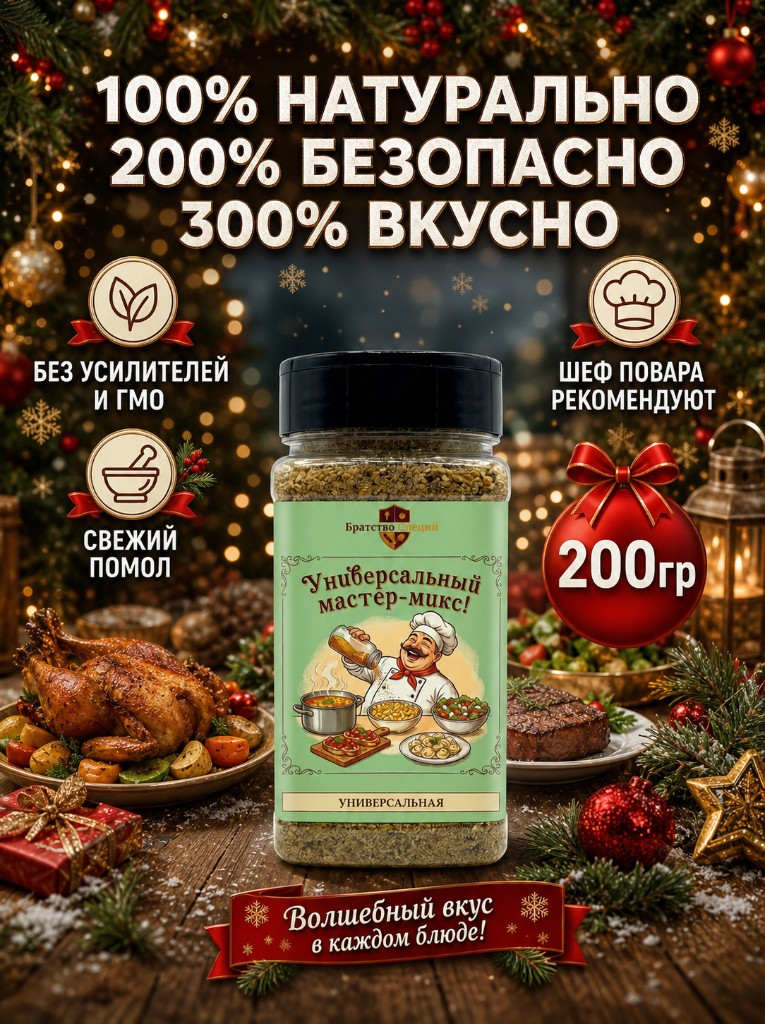 100% НАТУРАЛЬНО
200% БЕЗОПАСНО
300% ВКУСНО
БЕЗ УСИЛИТЕЛЕЙ
И ГМО
ШЕФ ПОВАРА
РЕКОМЕНДУЮТ
СВЕЖИЙ
ПОМОЛ
200гр
Братство Специй
Универсальный
мастер-микс!
УНИВЕРСАЛЬНАЯ
Волшебный вкус
в каждом блюде!